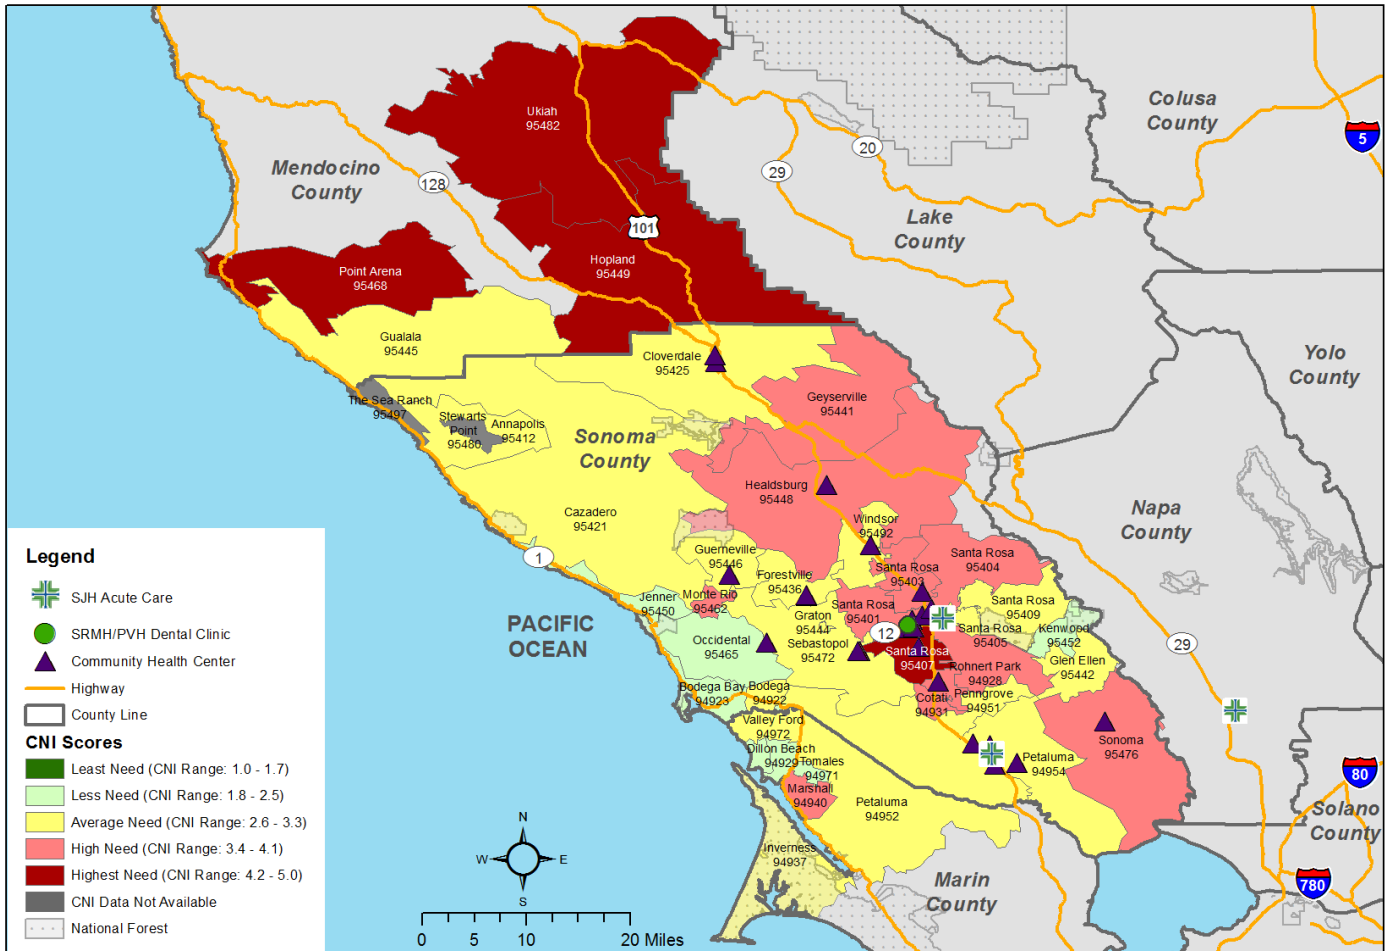 Colusa
County
5
Ukiah
95482
20
Mendocino
County
29
128
Lake
County
101
Hopland
95449
Point Arena
95468
Gualala
95445
Cloverdale
95425
Yolo
County
The Sea Ranch
95497
Geyserville
95441
Stewarts
Point
95480
Annapolis
95412
Sonoma
County
Healdsburg
95448
Cazadero
95421
Windsor
95492
Napa
County
1
Guerneville
95446
Santa Rosa
95404
Santa Rosa
95403
Forestville
95436
Jenner
95450
Monte Rio
95462
Santa Rosa
95401
Santa Rosa
95409
Graton
95444
12
Santa Rosa
95405
Kenwood
95452
PACIFIC
OCEAN
Occidental
95465
Sebastopol
95472
Santa Rosa
95407
29
Rohnert Park
94928
Glen Ellen
95442
Bodega Bay
94923
Bodega
94922
Cotati
94931
Penngrove
94951
Valley Ford
94972
Dillon Beach
94929
Tomales
94971
Petaluma
94954
Sonoma
95476
Marshall
94940
Petaluma
94952
80
Solano
County
Inverness
94937
Marin
County
780
Legend
SJH Acute Care
SRMH/PVH Dental Clinic
Community Health Center
Highway
County Line
CNI Scores
Least Need (CNI Range: 1.0 - 1.7)
Less Need (CNI Range: 1.8 - 2.5)
Average Need (CNI Range: 2.6 - 3.3)
High Need (CNI Range: 3.4 - 4.1)
Highest Need (CNI Range: 4.2 - 5.0)
CNI Data Not Available
National Forest
N
W
E
S
0 5 10 20 Miles